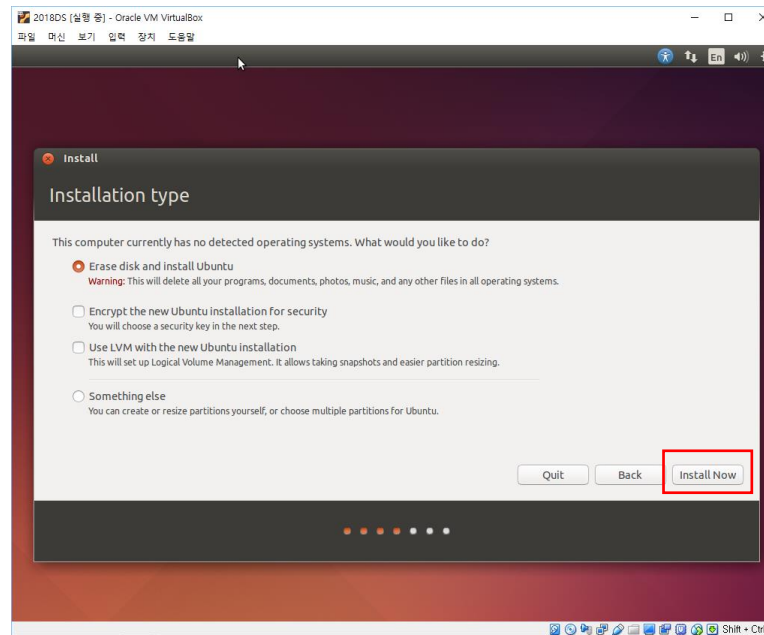 2018DS [실행 중] - Oracle VM VirtualBox
파일 머신 보기 입력 장치 도움말
En
Install
Installation type
This computer currently has no detected operating systems. What would you like to do?
Erase disk and install Ubuntu
Warning: This will delete all your programs, documents, photos, music, and any other files in all operating systems.
Encrypt the new Ubuntu installation for security
You will choose a security key in the next step.
Use LVM with the new Ubuntu installation
This will set up Logical Volume Management. It allows taking snapshots and easier partition resizing.
Something else
You can create or resize partitions yourself, or choose multiple partitions for Ubuntu.
Quit Back Install Now
Shift + Ctr